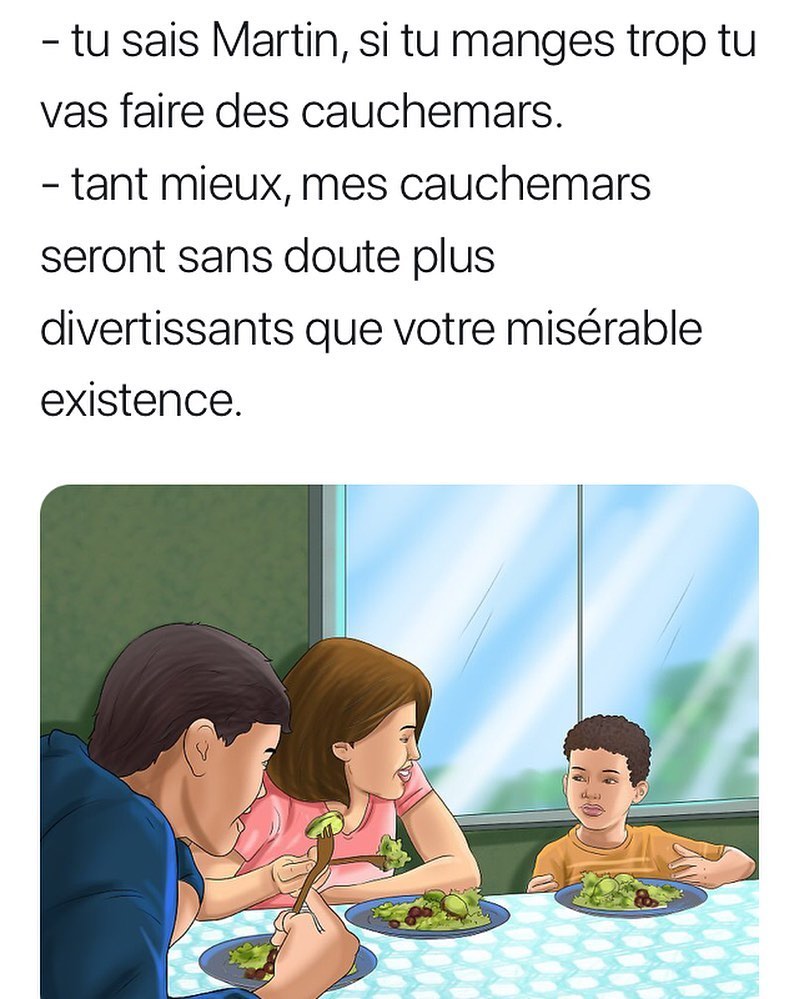 - tu sais Martin, si tu manges trop tu
vas faire des cauchemars.
- tant mieux, mes cauchemars
seront sans doute plus
divertissants que votre misérable
existence.